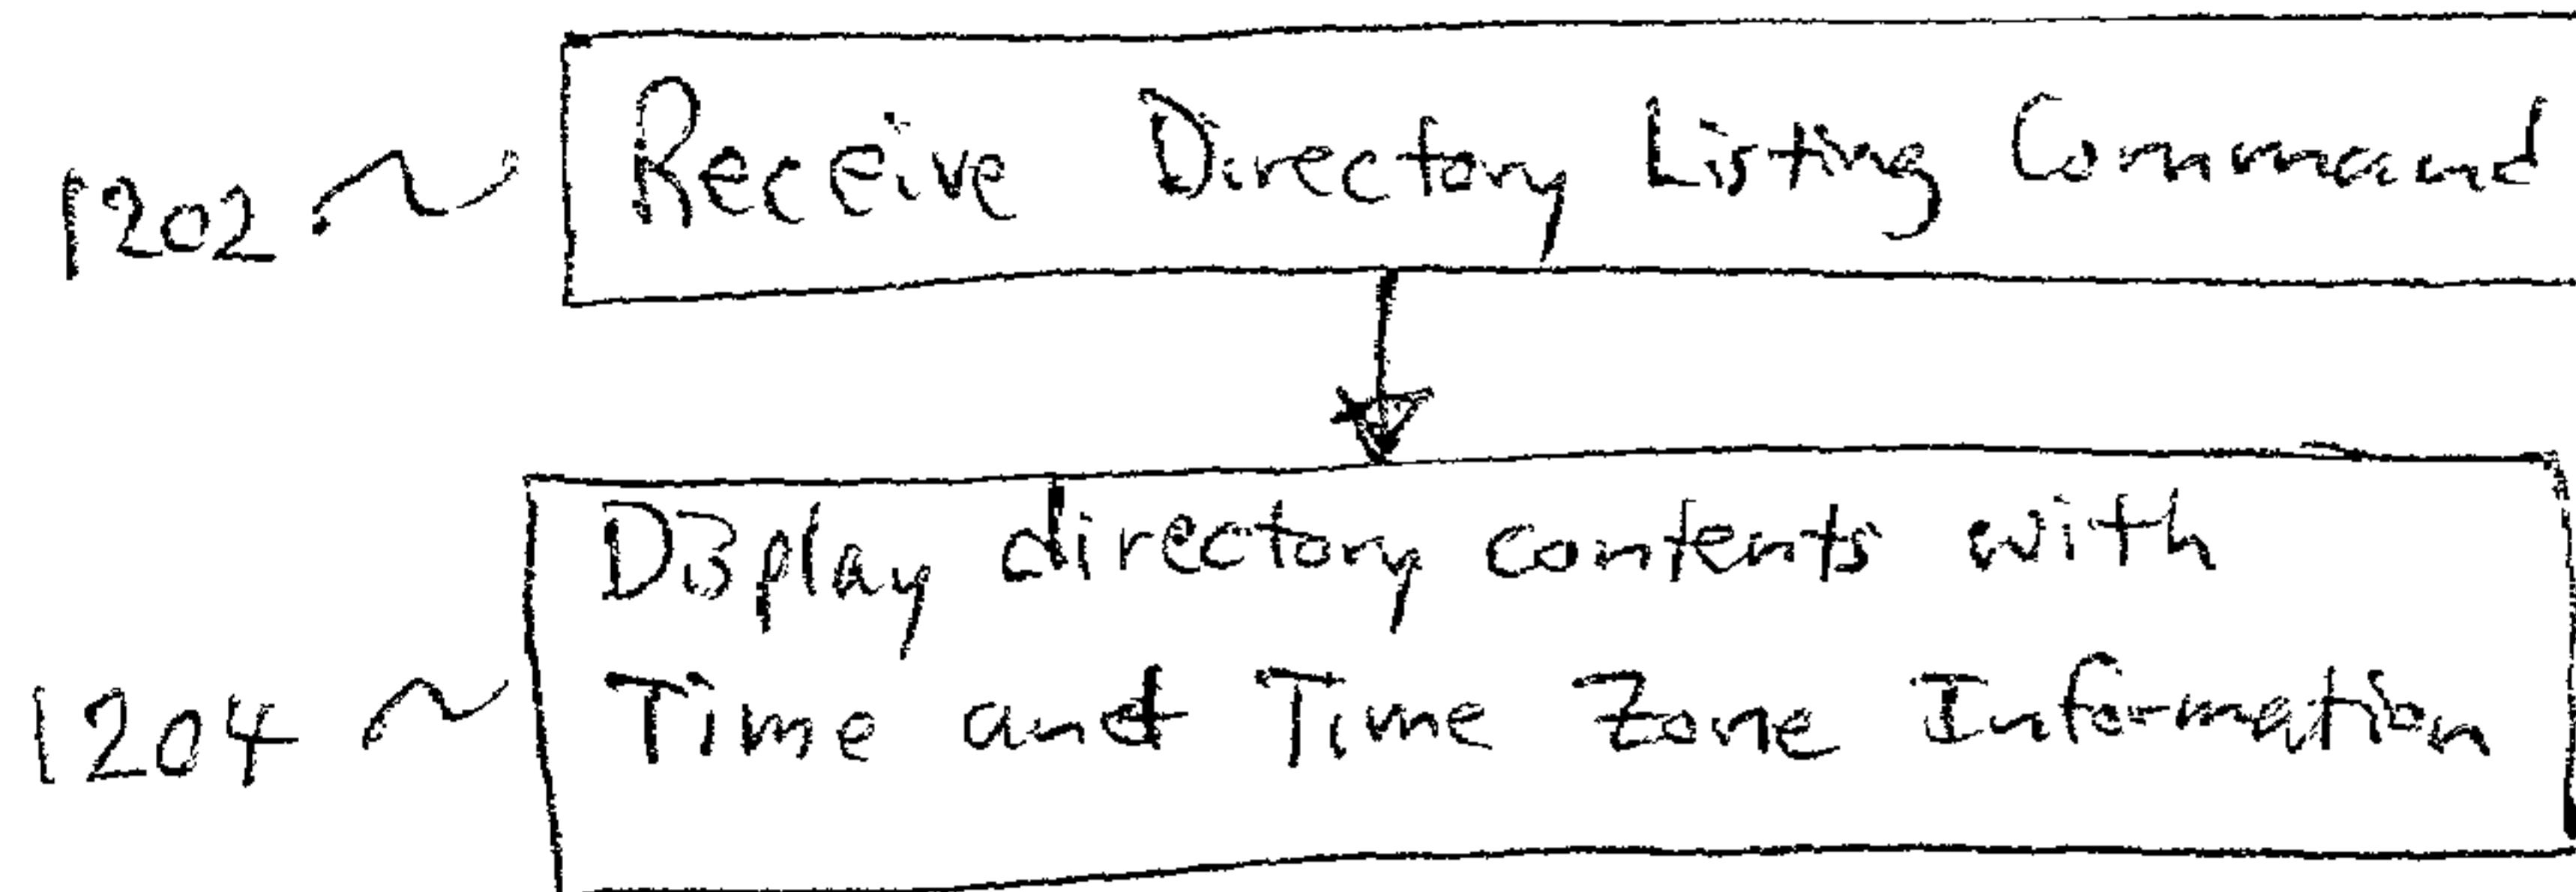 1202 Receive Directory Listing Command
Display directory contents with
1204 Time and Time Zone Information